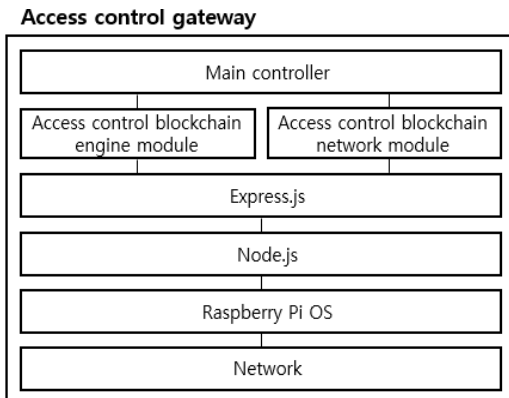 Access control gateway
Main controller
Access control blockchain
engine module
Access control blockchain
network module
Express.js
Node.js
Raspberry Pi OS
Network